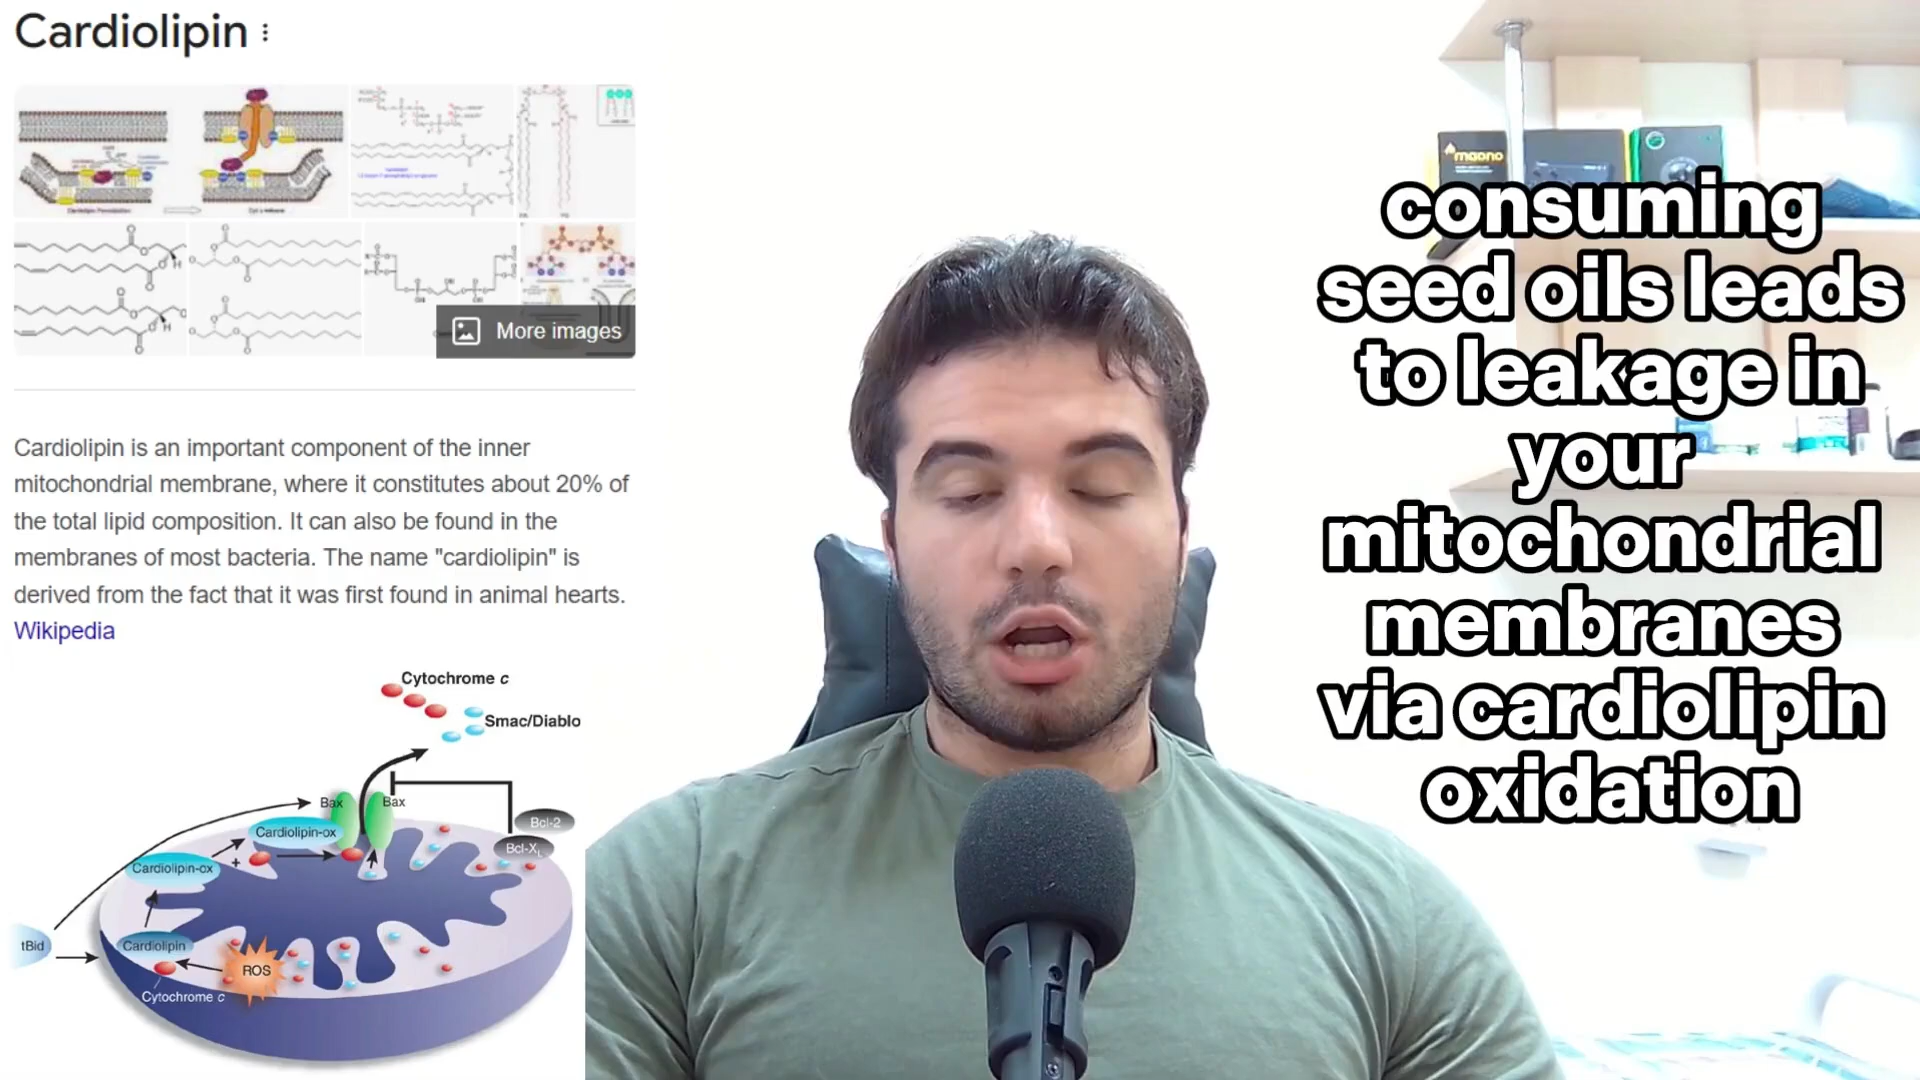 Cardiolipin
More images
Cardiolipin is an important component of the inner
mitochondrial membrane, where it constitutes about 20% of
the total lipid composition. It can also be found in the
membranes of most bacteria. The name "cardiolipin" is
derived from the fact that it was first found in animal hearts.
Wikipedia
Cytochrome c
Smac/Diablo
Bax
Bax
Bcl-2
Bcl-XL
Cardiolipin-ox
+
Cardiolipin-ox
tBid
Cardiolipin
ROS
Cytochrome c
maono
consuming
seed oils leads
to leakage in
your
mitochondrial
membranes
via cardiolipin
oxidation